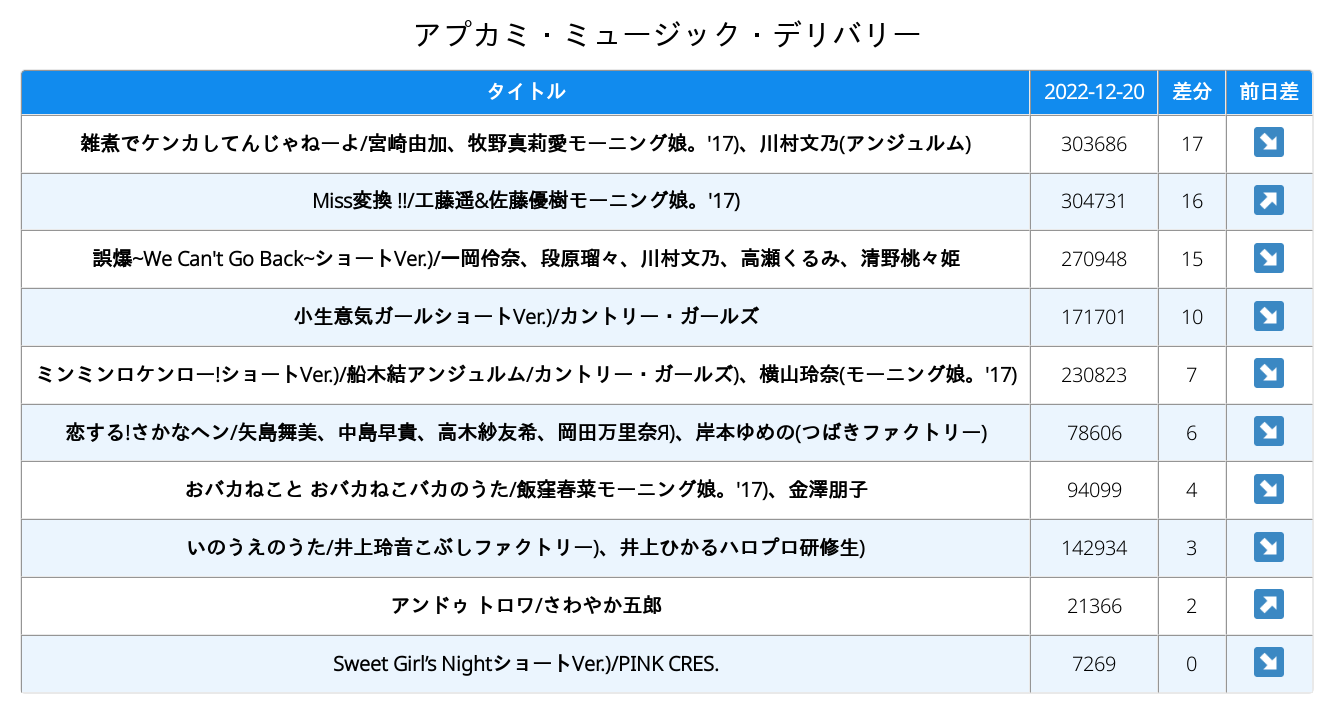 アプカミ・ミュージック・デリバリー
タイトル 2022-12-20 差分 前日差
雑煮でケンカしてんじゃねーよ/宮崎由加、牧野真莉愛モーニング娘。'17)、川村文乃(アンジュルム) 303686 17 ↘
Miss変換 !!/工藤遥&佐藤優樹モーニング娘。'17) 304731 16 ↗
誤爆~We Can't Go Back~ショートVer.)/一岡伶奈、段原瑠々、川村文乃、高瀬くるみ、清野桃々姫 270948 15 ↘
小生意気ガールショートVer.)/カントリー・ガールズ 171701 10 ↘
ミンミンロケンロー!ショートVer.)/船木結アンジュルム/カントリー・ガールズ)、横山玲奈(モーニング娘。'17) 230823 7 ↘
恋する!さかなヘン/矢島舞美、中島早貴、高木紗友希、岡田万里奈Я)、岸本ゆめの(つばきファクトリー) 78606 6 ↘
おバカねこと おバカねこバカのうた/飯窪春菜モーニング娘。'17)、金澤朋子 94099 4 ↘
いのうえのうた/井上玲音こぶしファクトリー)、井上ひかるハロプロ研修生) 142934 3 ↘
アンドゥ トロワ/さわやか五郎 21366 2 ↗
Sweet Girl’s NightショートVer.)/PINK CRES. 7269 0 ↘